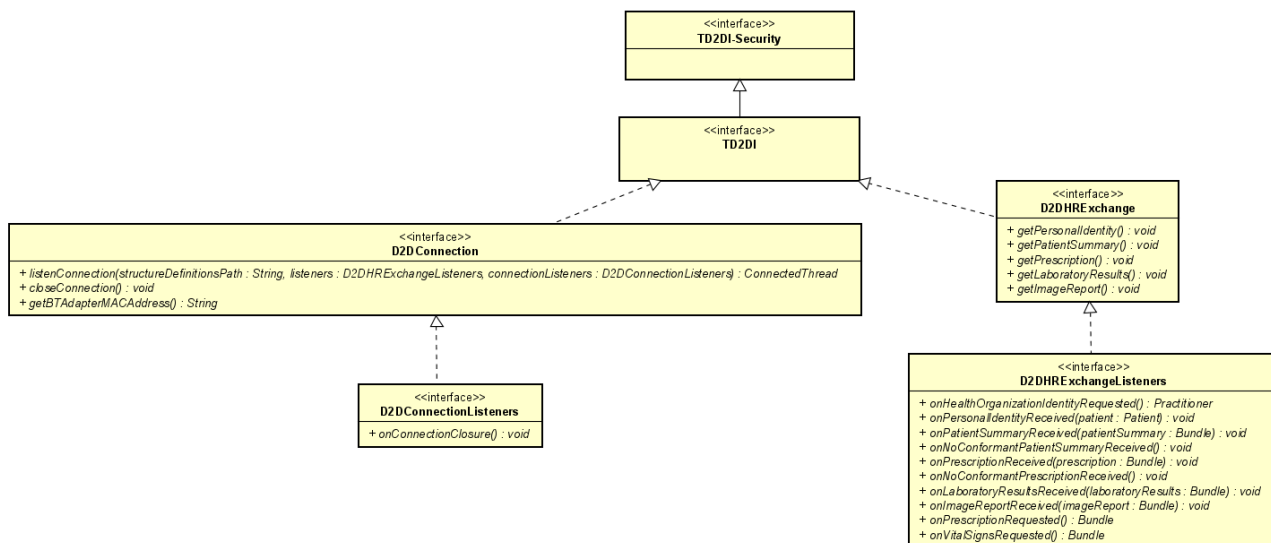 <<interface>>
TD2DI-Security
<<interface>>
TD2DI
<<interface>>
D2DConnection
+ listenConnection(structureDefinitionsPath : String, listeners : D2DHRExchangeListeners, connectionListeners : D2DConnectionListeners) : ConnectedThread
+ closeConnection() : void
+ getBTAdapterMACAddress() : String
<<interface>>
D2DHRExchange
+ getPersonalIdentity() : void
+ getPatientSummary() : void
+ getPrescription() : void
+ getLaboratoryResults() : void
+ getImageReport() : void
<<interface>>
D2DConnectionListeners
+ onConnectionClosure() : void
<<interface>>
D2DHRExchangeListeners
+ onHealthOrganizationIdentityRequested() : Practitioner
+ onPersonalIdentityReceived(patient : Patient) : void
+ onPatientSummaryReceived(patientSummary : Bundle) : void
+ onNoConformantPatientSummaryReceived() : void
+ onPrescriptionReceived(prescription : Bundle) : void
+ onNoConformantPrescriptionReceived() : void
+ onLaboratoryResultsReceived(laboratoryResults : Bundle) : void
+ onImageReportReceived(imageReport : Bundle) : void
+ onPrescriptionRequested() : Bundle
+ onVitalSignsRequested() : Bundle